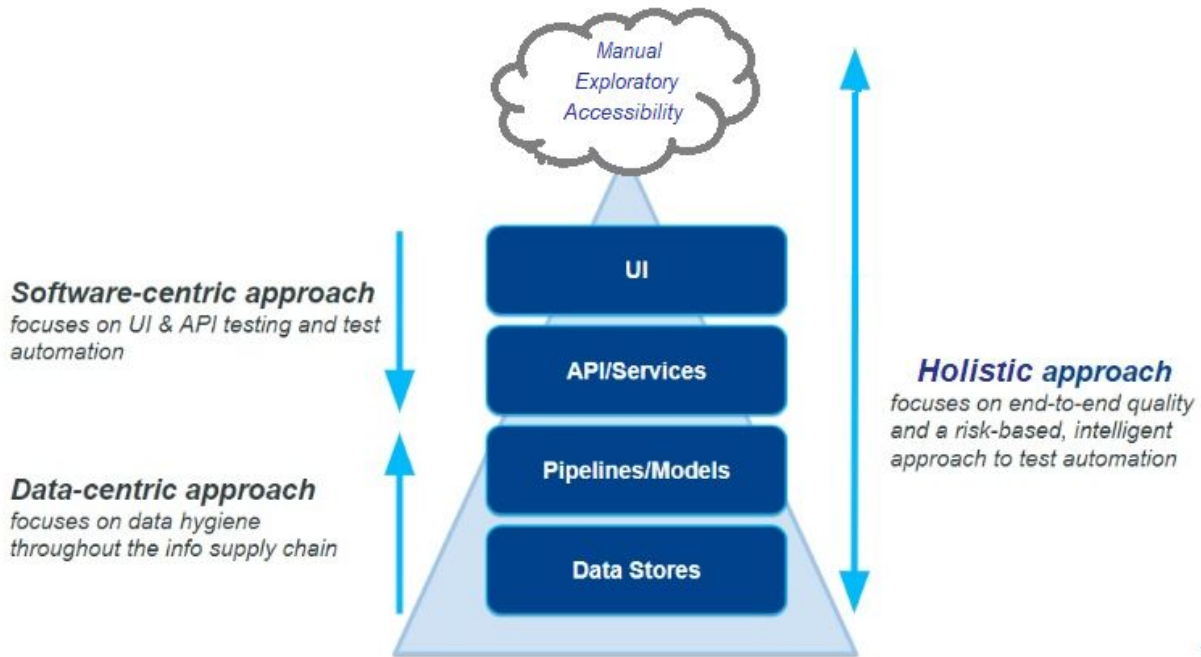 Manual
Exploratory
Accessibility
UI
API/Services
Pipelines/Models
Data Stores
Software-centric approach
focuses on UI & API testing and test
automation
Data-centric approach
focuses on data hygiene
throughout the info supply chain
Holistic approach
focuses on end-to-end quality
and a risk-based, intelligent
approach to test automation